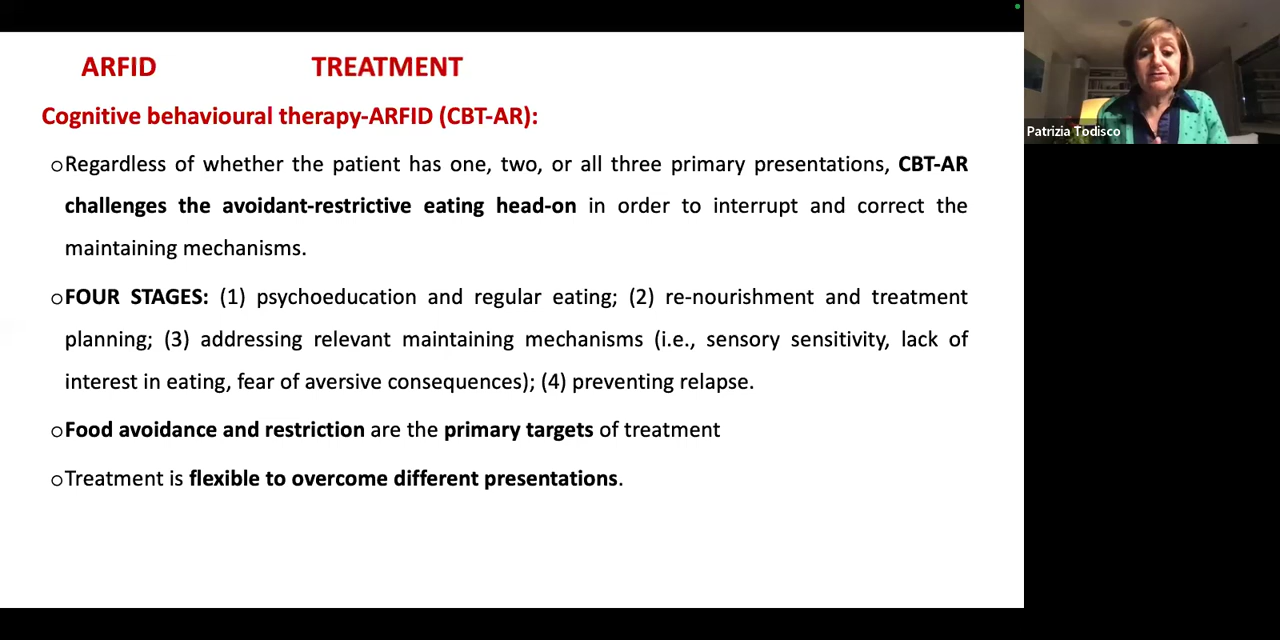 ARFID TREATMENT
Cognitive behavioural therapy-ARFID (CBT-AR):
oRegardless of whether the patient has one, two, or all three primary presentations, CBT-AR
challenges the avoidant-restrictive eating head-on in order to interrupt and correct the
maintaining mechanisms.
oFOUR STAGES: (1) psychoeducation and regular eating; (2) re-nourishment and treatment
planning; (3) addressing relevant maintaining mechanisms (i.e., sensory sensitivity, lack of
interest in eating, fear of aversive consequences); (4) preventing relapse.
oFood avoidance and restriction are the primary targets of treatment
oTreatment is flexible to overcome different presentations.
Patrizia Todisco